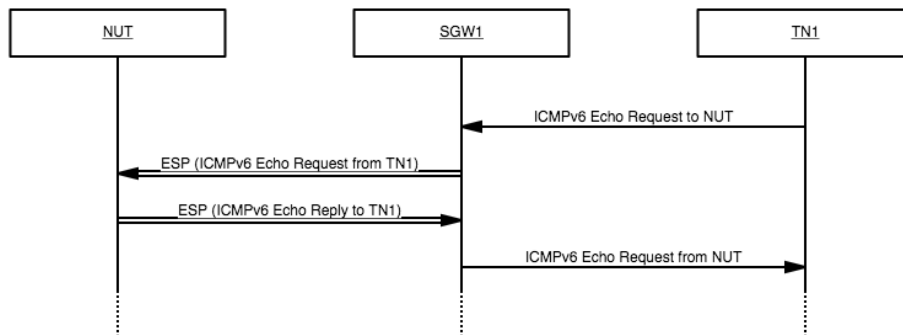 NUT
SGW1
TN1
ICMPv6 Echo Request to NUT
ESP (ICMPv6 Echo Request from TN1)
ESP (ICMPv6 Echo Reply to TN1)
ICMPv6 Echo Request from NUT